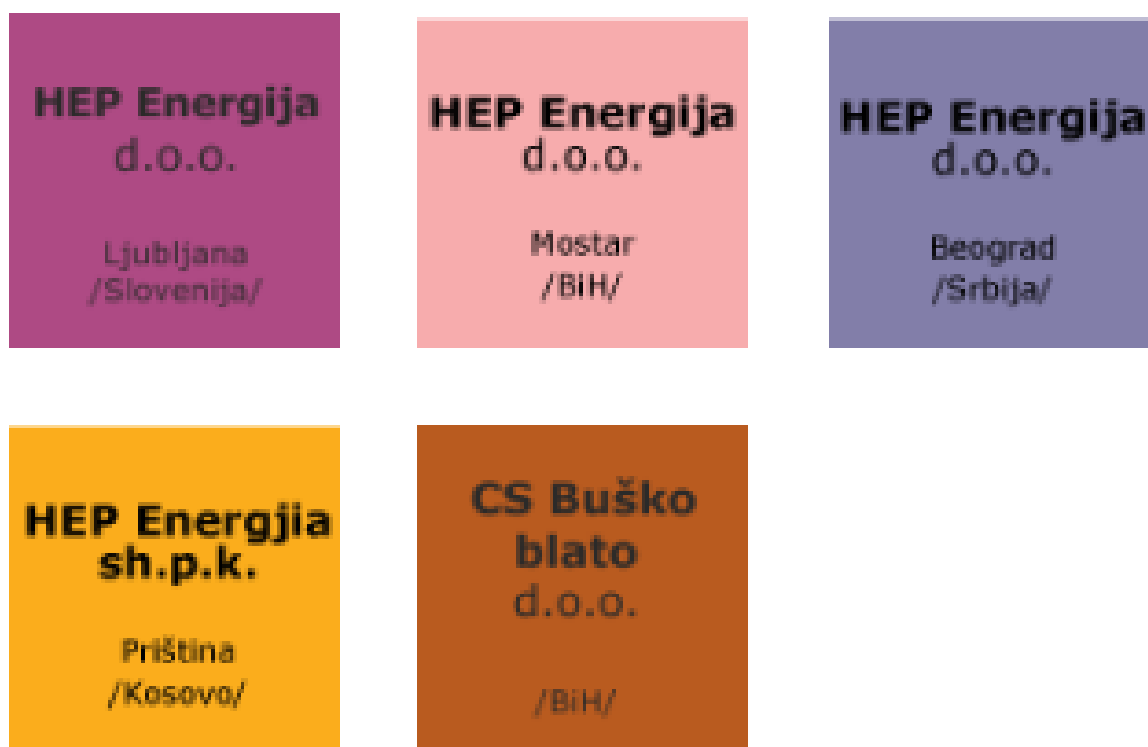 HEP Energija
d.o.o.
Ljubljana
/Slovenija/
HEP Energija
d.o.o.
Mostar
/BiH/
HEP Energija
d.o.o.
Beograd
/Srbija/
HEP Energjia
sh.p.k.
Priština
/Kosovo/
CS Buško
blato
d.o.o.
/BiH/